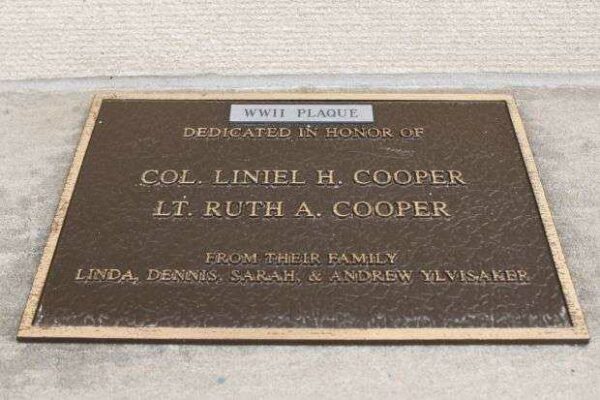 WWII PLAQUE
DEDICATED IN HONOR OF
COL. LINIEL H. COOPER
LT. RUTH A. COOPER
FROM THEIR FAMILY
LINDA, DENNIS, SARAH, & ANDREW YLVISAKER